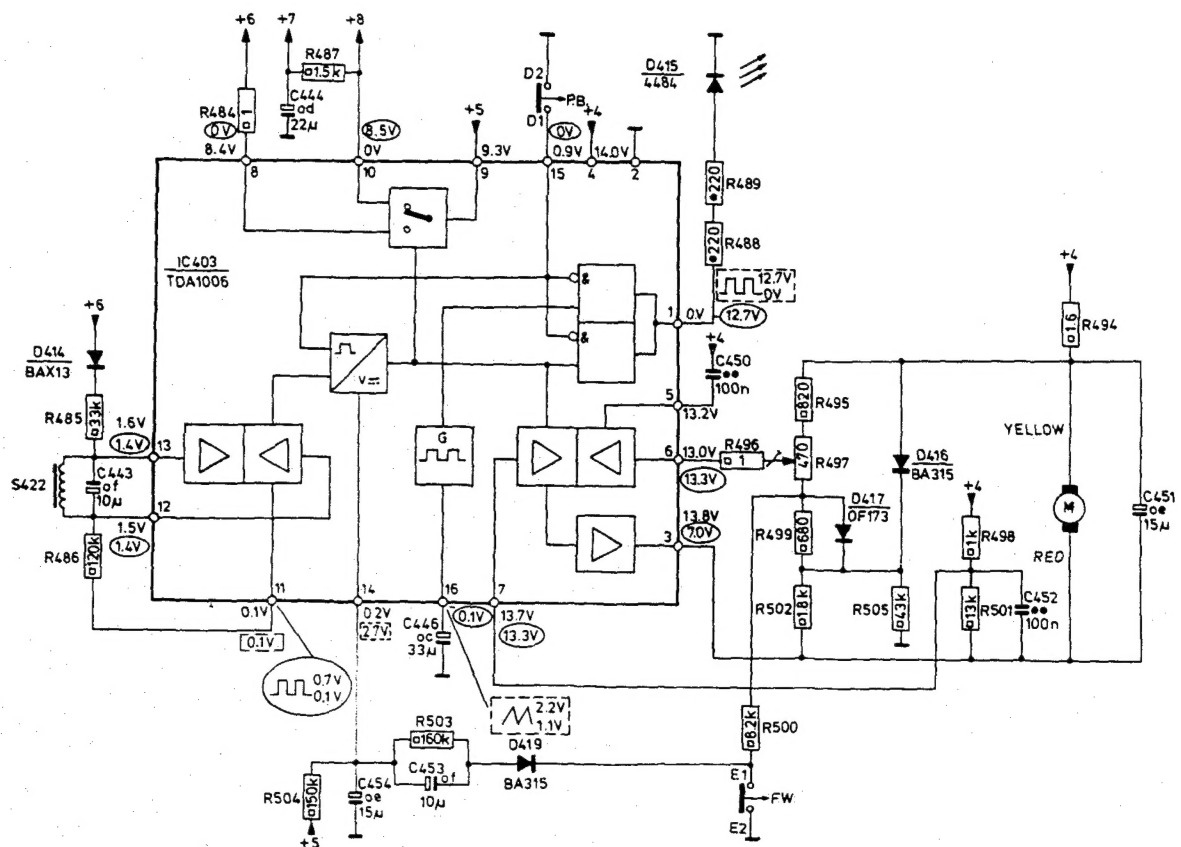 +6
+7
+8
R487
□1.5k
C444
od
22µ
R484
1
0V
8.4V
8
8.5V
0V
10
+5
9.3V
9
D2
P.B.
D1
0V
0.9V
15
+4
14.0V
4
2
D415
4484
●220
R489
●220
R488
12.7V
0V
12.7V
0V
1
IC403
TDA1006
&
&
+6
D414
BAX13
R485
□33k
1.6V
1.4V
13
S422
C443
of
10µ
12
1.5V
1.4V
R486
□120k
V
G
+4
C450
●●
100n
5
13.2V
6
13.0V
13.3V
R496
□1
3
13.8V
7.0V
+4
□1.6
R494
□820
R495
470
R497
D416
BA315
D417
OF173
R499
□680
R502
□1.8k
R505
□43k
YELLOW
M
RED
+4
□1k
R498
R501
□13k
C452
●●
100n
C451
oe
15µ
11
0.1V
0.1V
0.7V
0.1V
14
0.2V
2.7V
16
0.1V
C446
oc
33µ
2.2V
1.1V
7
13.7V
13.3V
R503
□160k
C453
of
10µ
D419
BA315
R500
□8.2k
E1
FW
E2
R504
□150k
+5
C454
oe
15µ